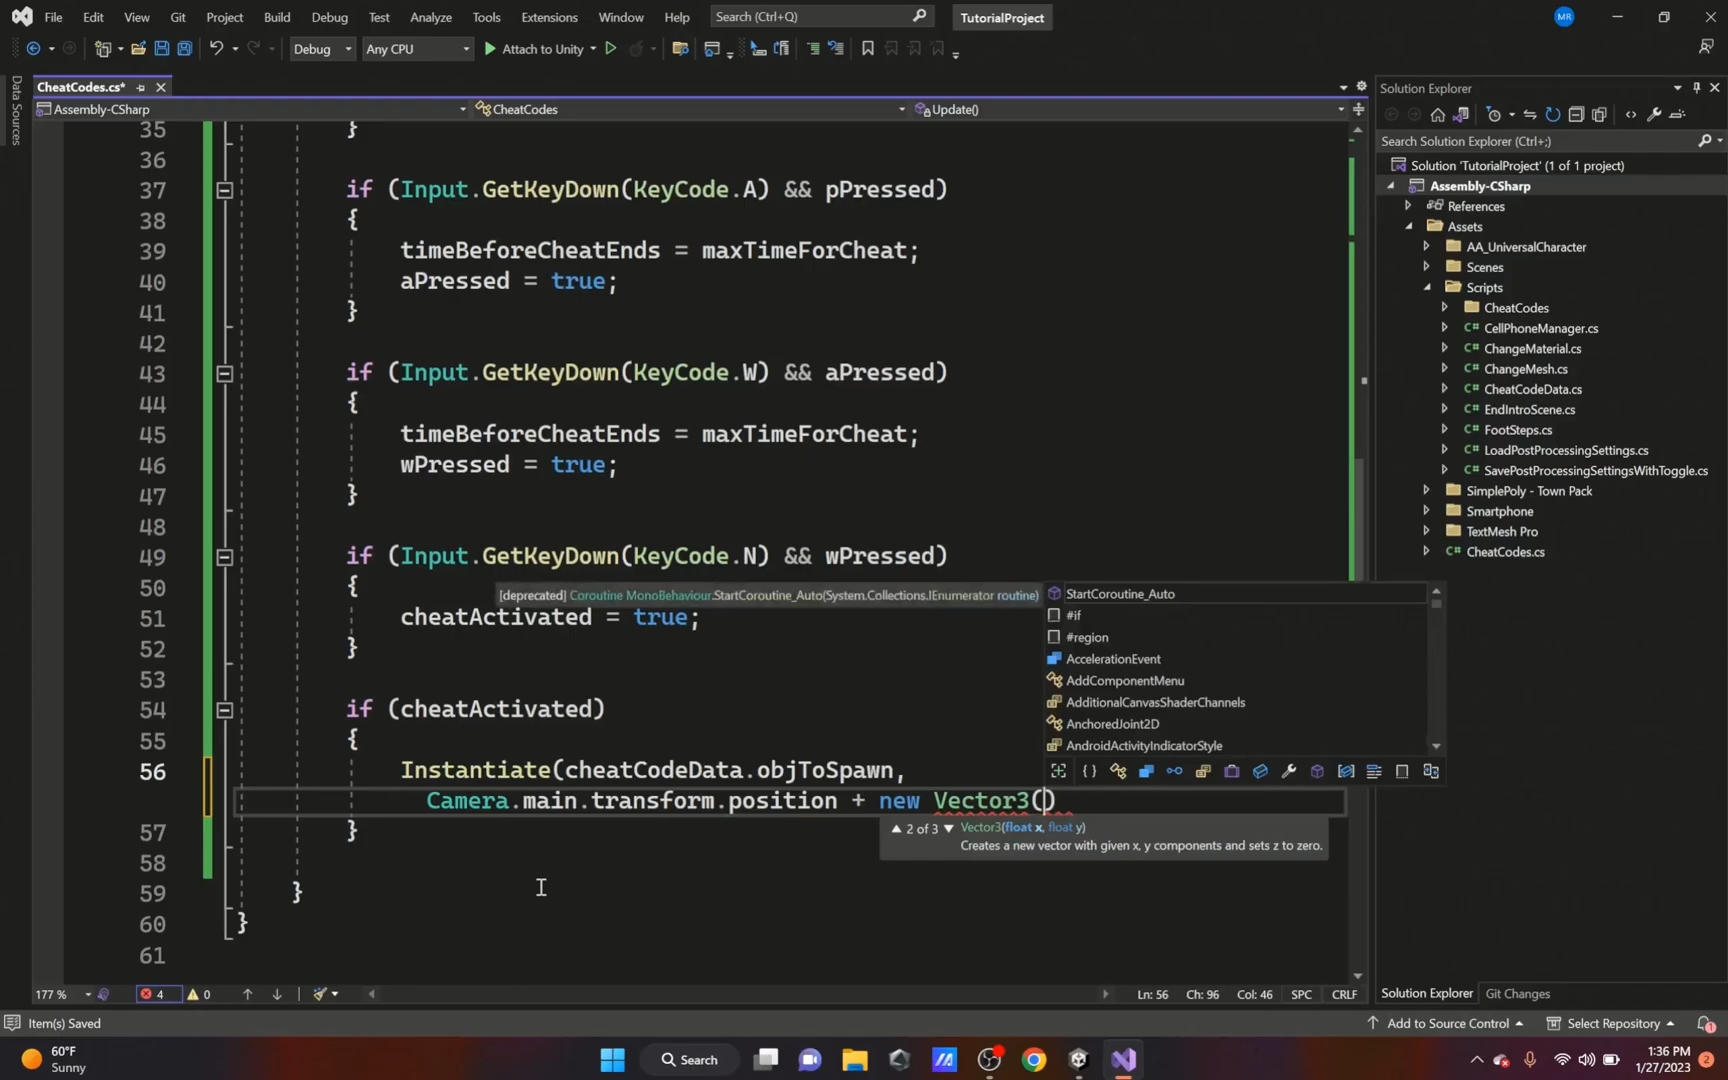 File Edit View Git Project Build Debug Test Analyze Tools Extensions Window Help Search (Ctrl+Q) TutorialProject MR
Debug Any CPU Attach to Unity
Data Sources
CheatCodes.cs*
Assembly-CSharp CheatCodes Update()
35 }
36
37 if (Input.GetKeyDown(KeyCode.A) && pPressed)
38 {
39 timeBeforeCheatEnds = maxTimeForCheat;
40 aPressed = true;
41 }
42
43 if (Input.GetKeyDown(KeyCode.W) && aPressed)
44 {
45 timeBeforeCheatEnds = maxTimeForCheat;
46 wPressed = true;
47 }
48
49 if (Input.GetKeyDown(KeyCode.N) && wPressed)
50 {
[deprecated] Coroutine MonoBehaviour.StartCoroutine_Auto(System.Collections.IEnumerator routine)
51 cheatActivated = true;
52 }
53
54 if (cheatActivated)
55 {
56 Instantiate(cheatCodeData.objToSpawn,
Camera.main.transform.position + new Vector3()
57 }
58
59 }
60 }
61
StartCoroutine_Auto
#if
#region
AccelerationEvent
AddComponentMenu
AdditionalCanvasShaderChannels
AnchoredJoint2D
AndroidActivityIndicatorStyle
2 of 3 Vector3(float x, float y)
Creates a new vector with given x, y components and sets z to zero.
177 % 4 0 Ln: 56 Ch: 96 Col: 46 SPC CRLF
Solution Explorer
Search Solution Explorer (Ctrl+;)
Solution 'TutorialProject' (1 of 1 project)
Assembly-CSharp
References
Assets
AA_UniversalCharacter
Scenes
Scripts
CheatCodes
C# CellPhoneManager.cs
C# ChangeMaterial.cs
C# ChangeMesh.cs
C# CheatCodeData.cs
C# EndIntroScene.cs
C# FootSteps.cs
C# LoadPostProcessingSettings.cs
C# SavePostProcessingSettingsWithToggle.cs
SimplePoly - Town Pack
Smartphone
TextMesh Pro
C# CheatCodes.cs
Solution Explorer Git Changes
Item(s) Saved Add to Source Control Select Repository 1
60°F
Sunny
Search
1:36 PM
1/27/2023 2